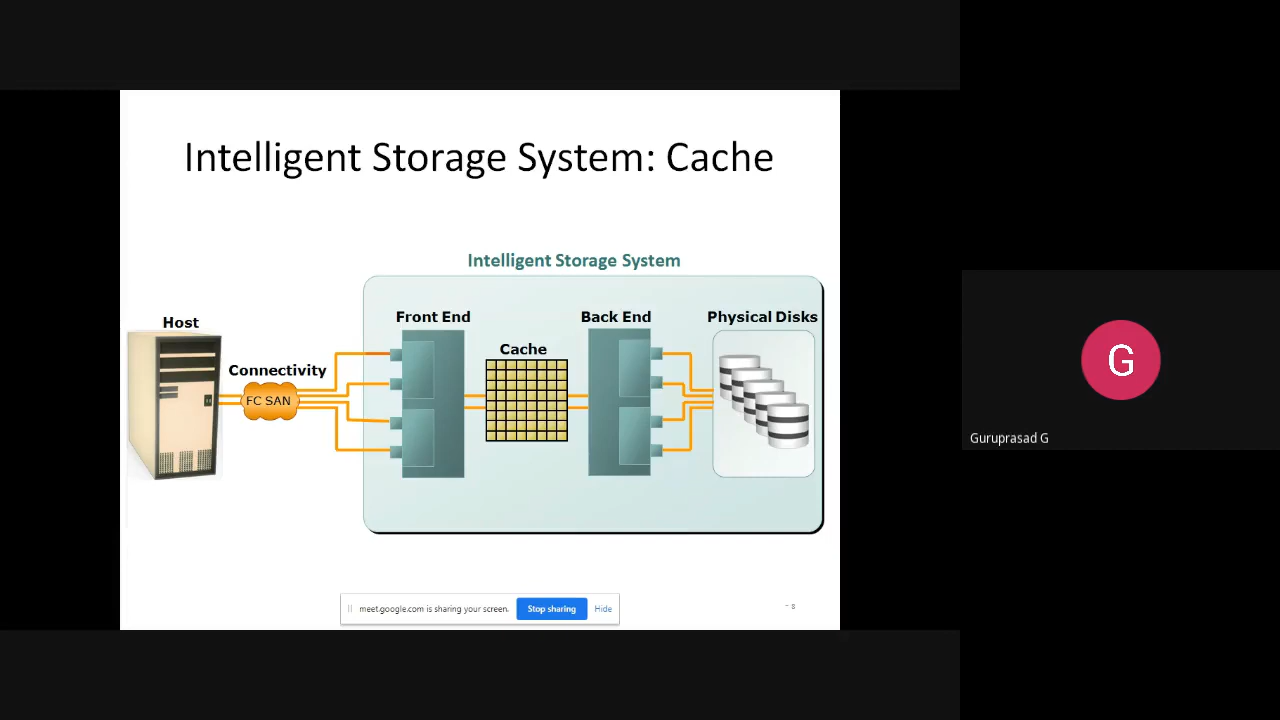 Intelligent Storage System: Cache
Intelligent Storage System
Host
Connectivity
FC SAN
Front End
Cache
Back End
Physical Disks
meet.google.com is sharing your screen.
Stop sharing
Hide
- 8
G
Guruprasad G